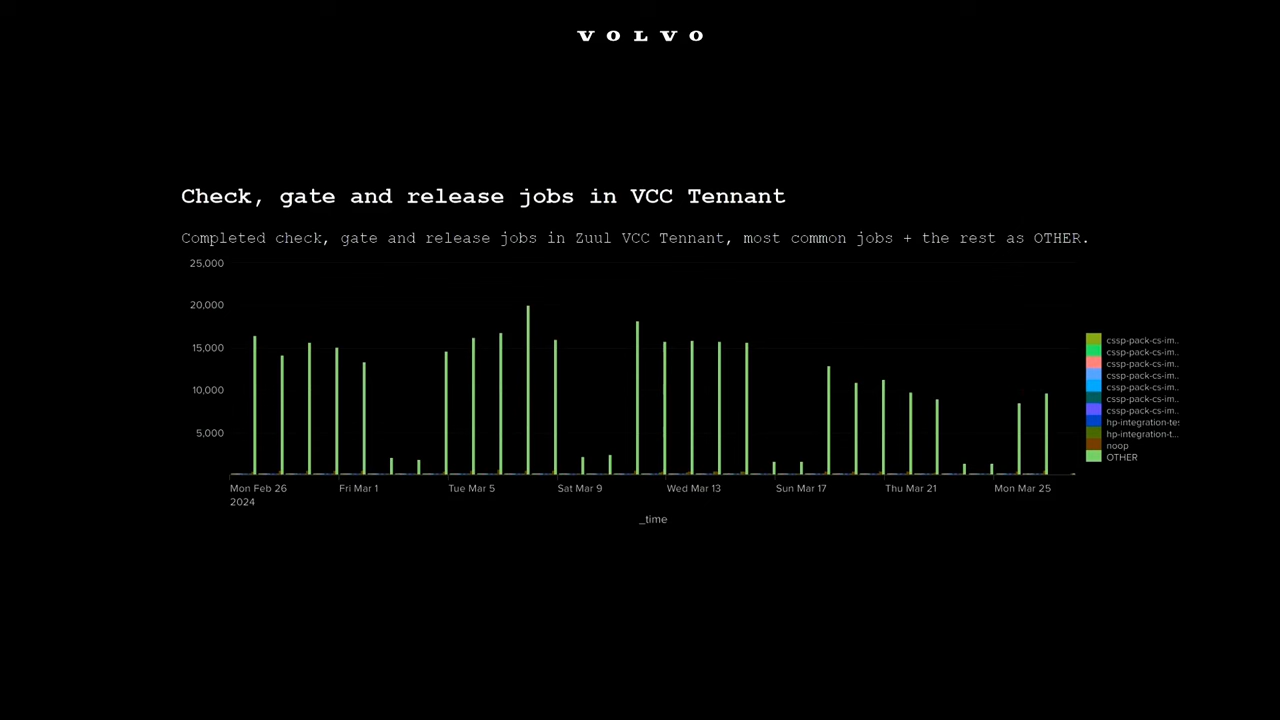 VOLVO
Check, gate and release jobs in VCC Tennant
Completed check, gate and release jobs in Zuul VCC Tennant, most common jobs + the rest as OTHER.
25,000
20,000
15,000
10,000
5,000
Mon Feb 26
2024
Fri Mar 1
Tue Mar 5
Sat Mar 9
Wed Mar 13
Sun Mar 17
Thu Mar 21
Mon Mar 25
_time
cssp-pack-cs-im..
cssp-pack-cs-im..
cssp-pack-cs-im..
cssp-pack-cs-im..
cssp-pack-cs-im..
cssp-pack-cs-im..
cssp-pack-cs-im..
hp-integration-te:
hp-integration-t...
noop
OTHER